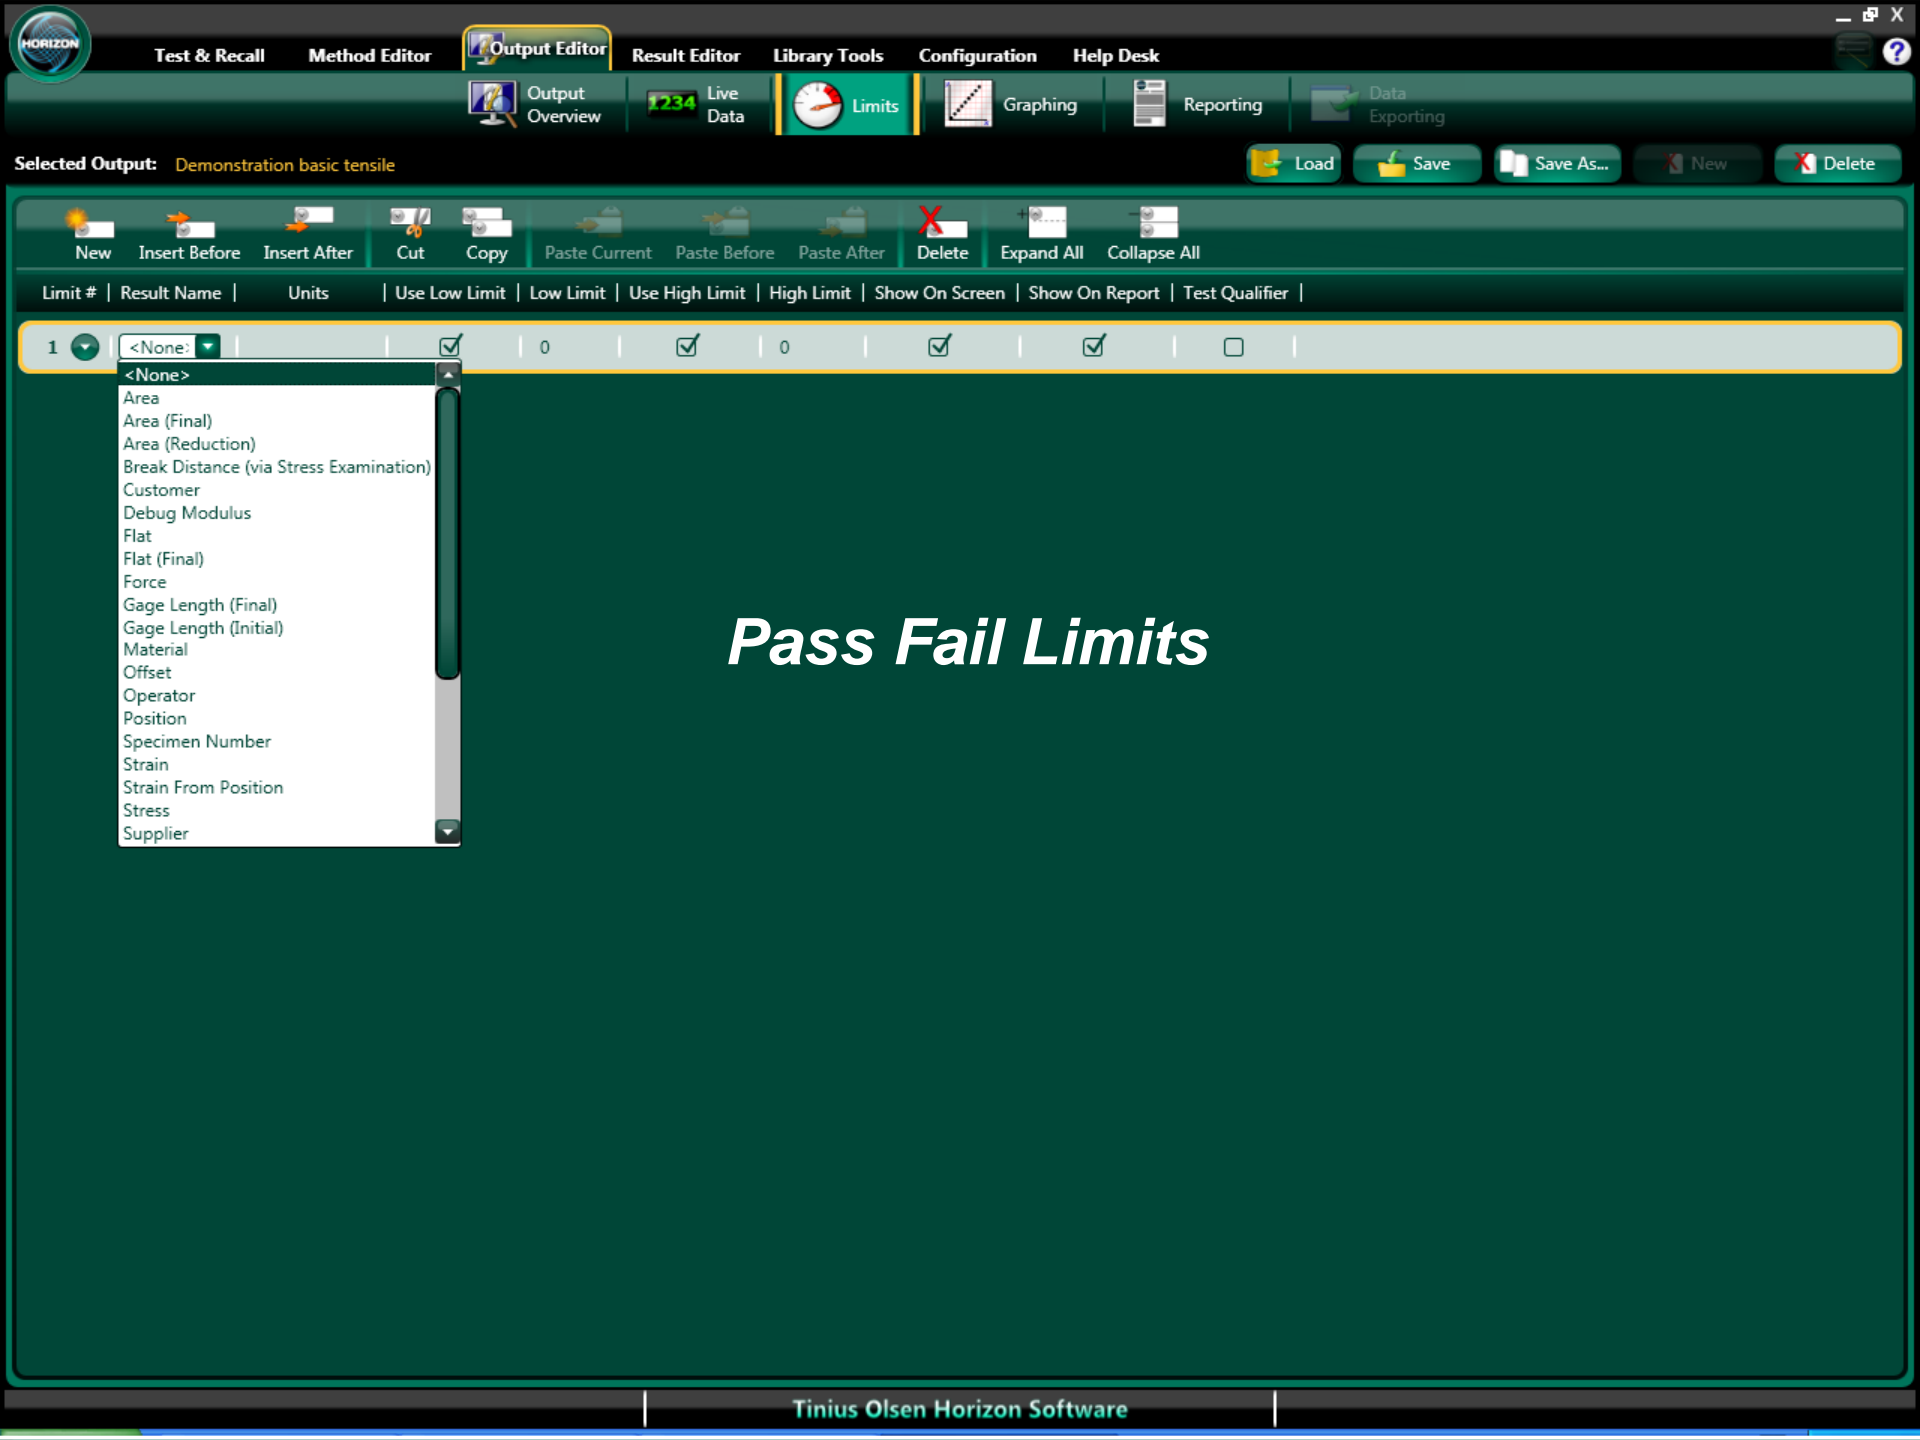 HORIZON
Test & Recall Method Editor Output Editor Result Editor Library Tools Configuration Help Desk
Output Overview
1234 Live Data
Limits
Graphing
Reporting
Data Exporting
Selected Output: Demonstration basic tensile
Load Save Save As... New Delete
New Insert Before Insert After Cut Copy Paste Current Paste Before Paste After Delete Expand All Collapse All
Limit # | Result Name | Units | Use Low Limit | Low Limit | Use High Limit | High Limit | Show On Screen | Show On Report | Test Qualifier |
1 <None> 0 0
<None>
Area
Area (Final)
Area (Reduction)
Break Distance (via Stress Examination)
Customer
Debug Modulus
Flat
Flat (Final)
Force
Gage Length (Final)
Gage Length (Initial)
Material
Offset
Operator
Position
Specimen Number
Strain
Strain From Position
Stress
Supplier
Pass Fail Limits
Tinius Olsen Horizon Software